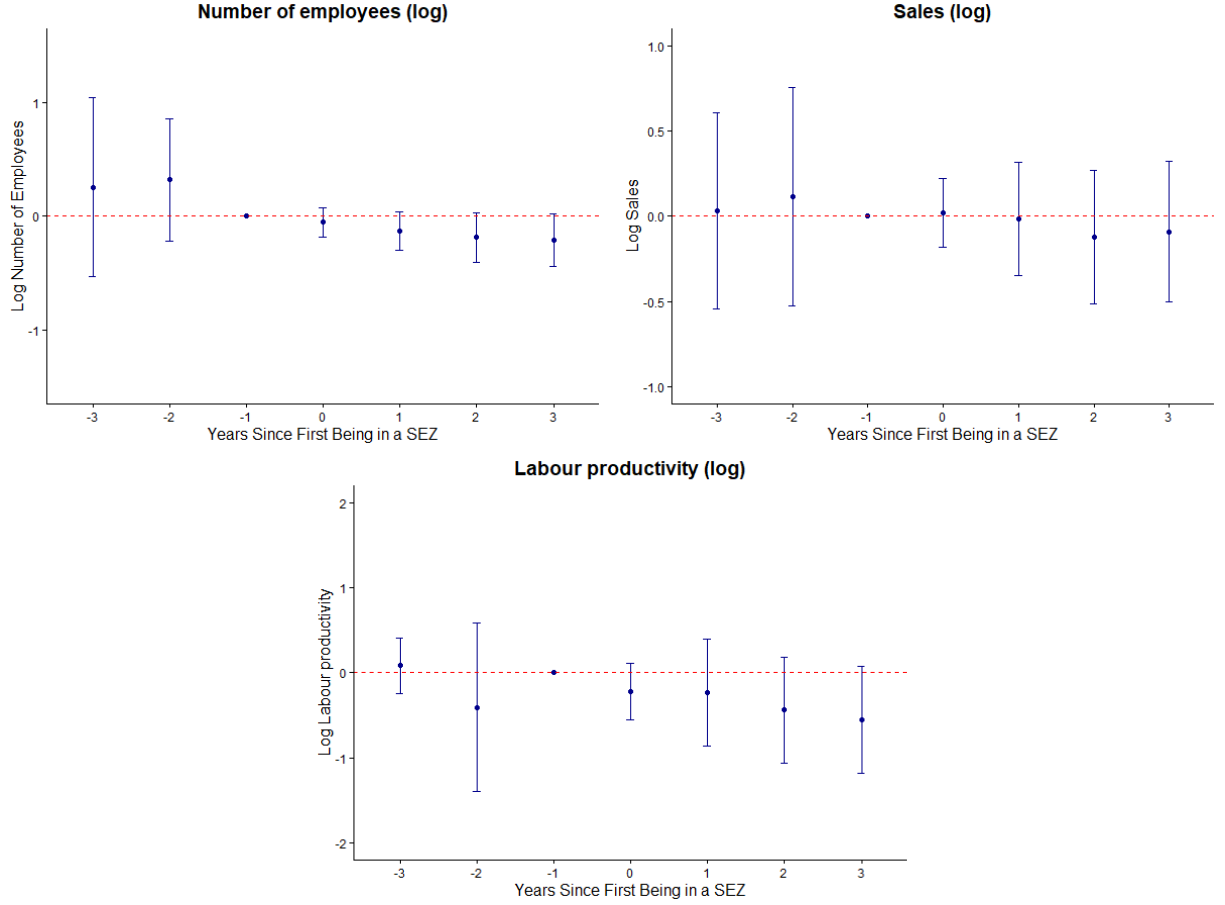 Number of employees (log)
Log Number of Employees
1
0
-1
-3 -2 -1 0 1 2 3
Years Since First Being in a SEZ
Sales (log)
Log Sales
1.0
0.5
0.0
-0.5
-1.0
-3 -2 -1 0 1 2 3
Years Since First Being in a SEZ
Labour productivity (log)
Log Labour productivity
2
1
0
-1
-2
-3 -2 -1 0 1 2 3
Years Since First Being in a SEZ